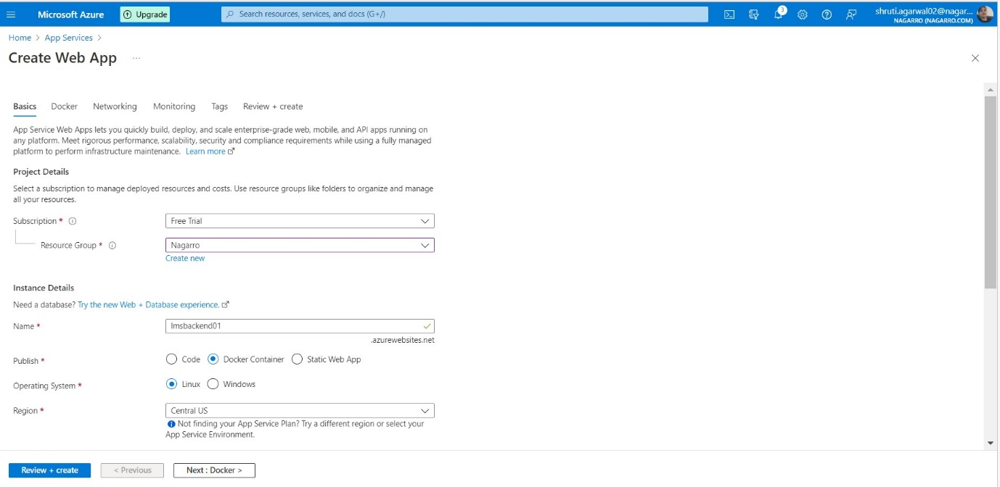 Microsoft Azure
Upgrade
Search resources, services, and docs (G+/)
3
shruti.agarwal02@nagar...
NAGARRO (NAGARRO.COM)
Home > App Services >
Create Web App ...
Basics Docker Networking Monitoring Tags Review + create
App Service Web Apps lets you quickly build, deploy, and scale enterprise-grade web, mobile, and API apps running on
any platform. Meet rigorous performance, scalability, security and compliance requirements while using a fully managed
platform to perform infrastructure maintenance. Learn more
Project Details
Select a subscription to manage deployed resources and costs. Use resource groups like folders to organize and manage
all your resources.
Subscription *
Free Trial
Resource Group *
Nagarro
Create new
Instance Details
Need a database? Try the new Web + Database experience.
Name *
lmsbackend01
.azurewebsites.net
Publish *
Code Docker Container Static Web App
Operating System *
Linux Windows
Region *
Central US
Not finding your App Service Plan? Try a different region or select your
App Service Environment.
Review + create < Previous Next : Docker >